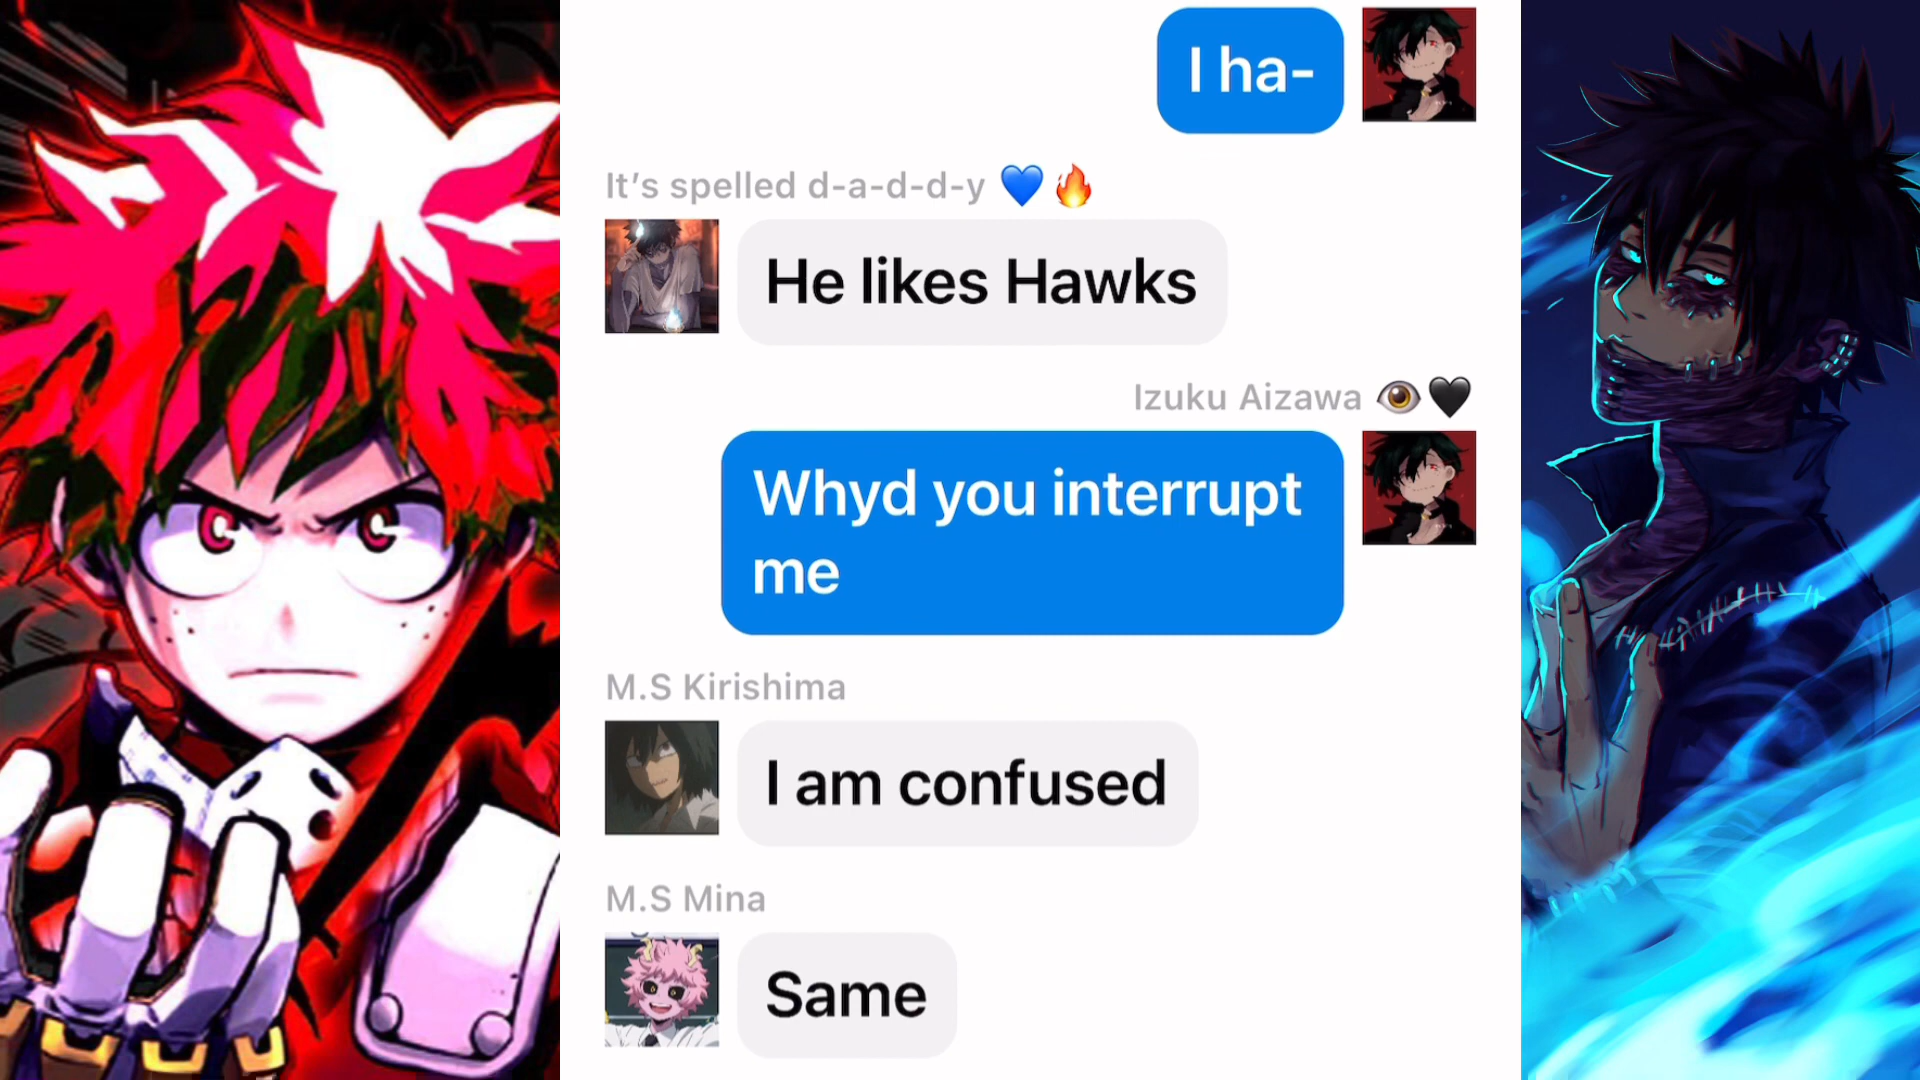 I ha-
It’s spelled d-a-d-d-y 💙🔥
He likes Hawks
Izuku Aizawa 👁🖤
Whyd you interrupt
me
M.S Kirishima
I am confused
M.S Mina
Same